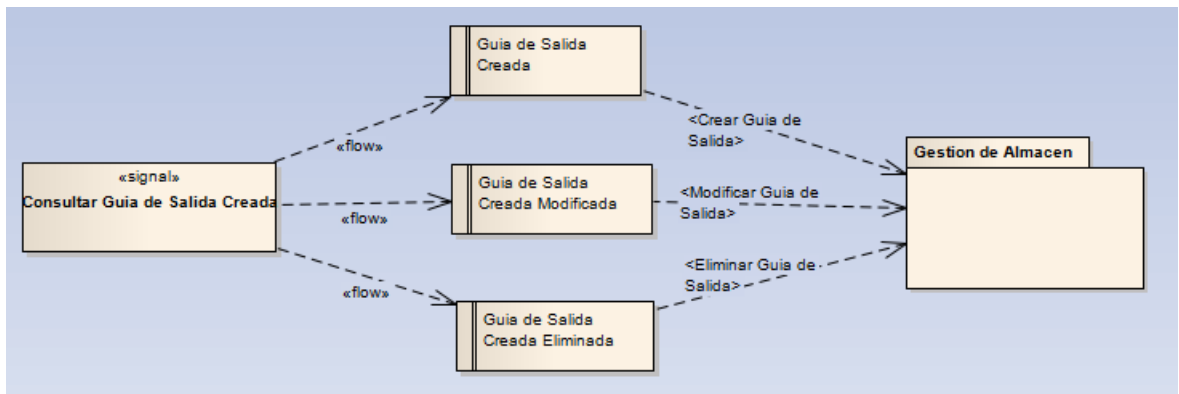 Guia de Salida
Creada
«flow»
<Crear Guia de
Salida>
Gestion de Almacen
«signal»
Consultar Guia de Salida Creada
«flow»
Guia de Salida
Creada Modificada
<Modificar Guia de
Salida>
«flow»
Guia de Salida
Creada Eliminada
<Eliminar Guia de
Salida>